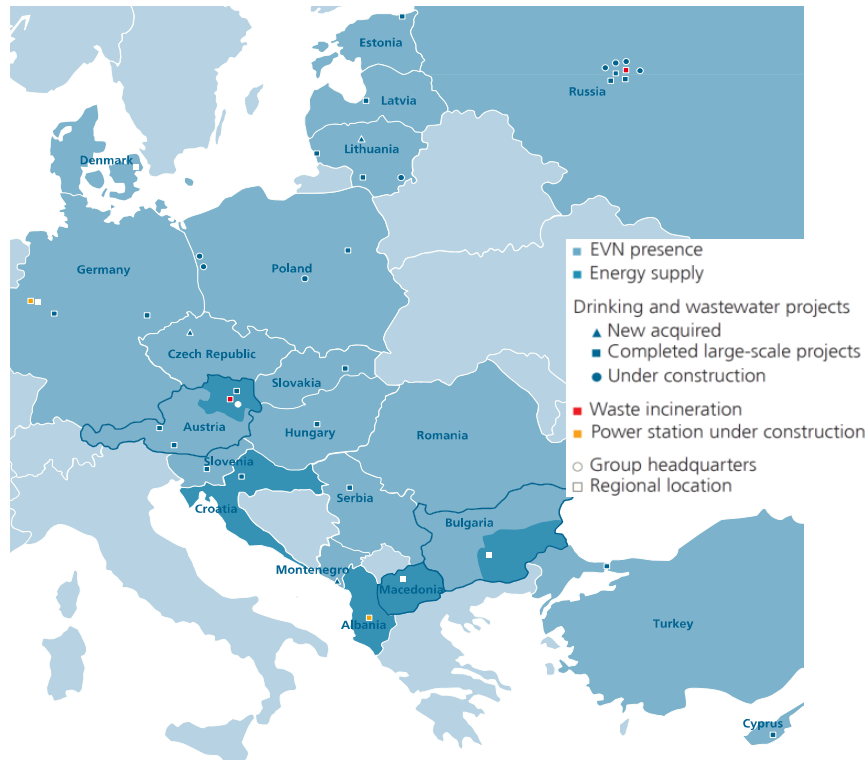 Estonia
Russia
Latvia
Lithuania
Denmark
Germany
Poland
Czech Republic
Slovakia
Austria
Hungary
Romania
Slovenia
Serbia
Croatia
Bulgaria
Montenegro
Macedonia
Albania
Turkey
Cyprus
EVN presence
Energy supply
Drinking and wastewater projects
New acquired
Completed large-scale projects
Under construction
Waste incineration
Power station under construction
Group headquarters
Regional location